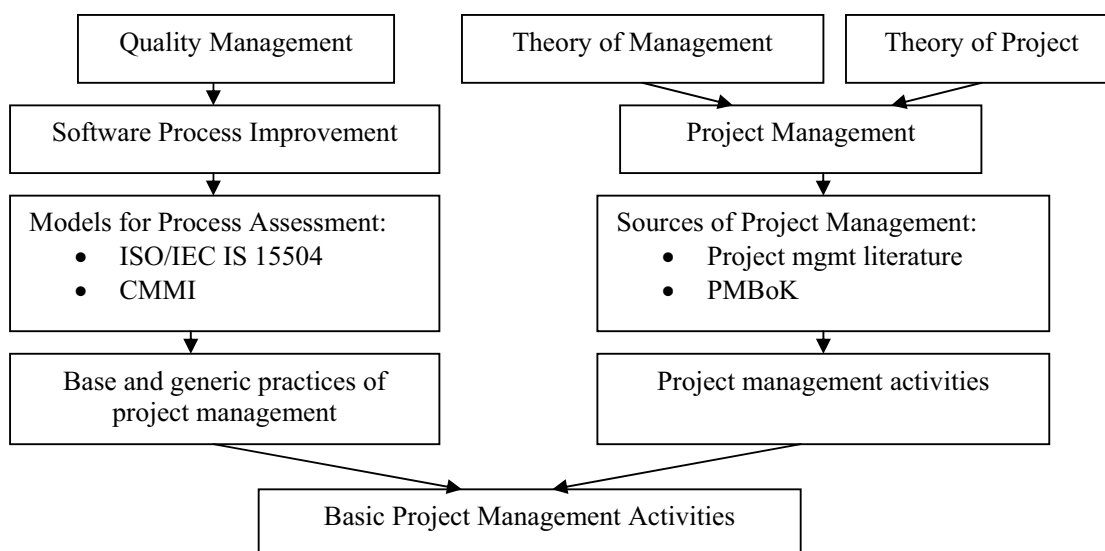 Quality Management
Theory of Management
Theory of Project
Software Process Improvement
Project Management
Models for Process Assessment:
• ISO/IEC IS 15504
• CMMI
Sources of Project Management:
• Project mgmt literature
• PMBoK
Base and generic practices of
project management
Project management activities
Basic Project Management Activities